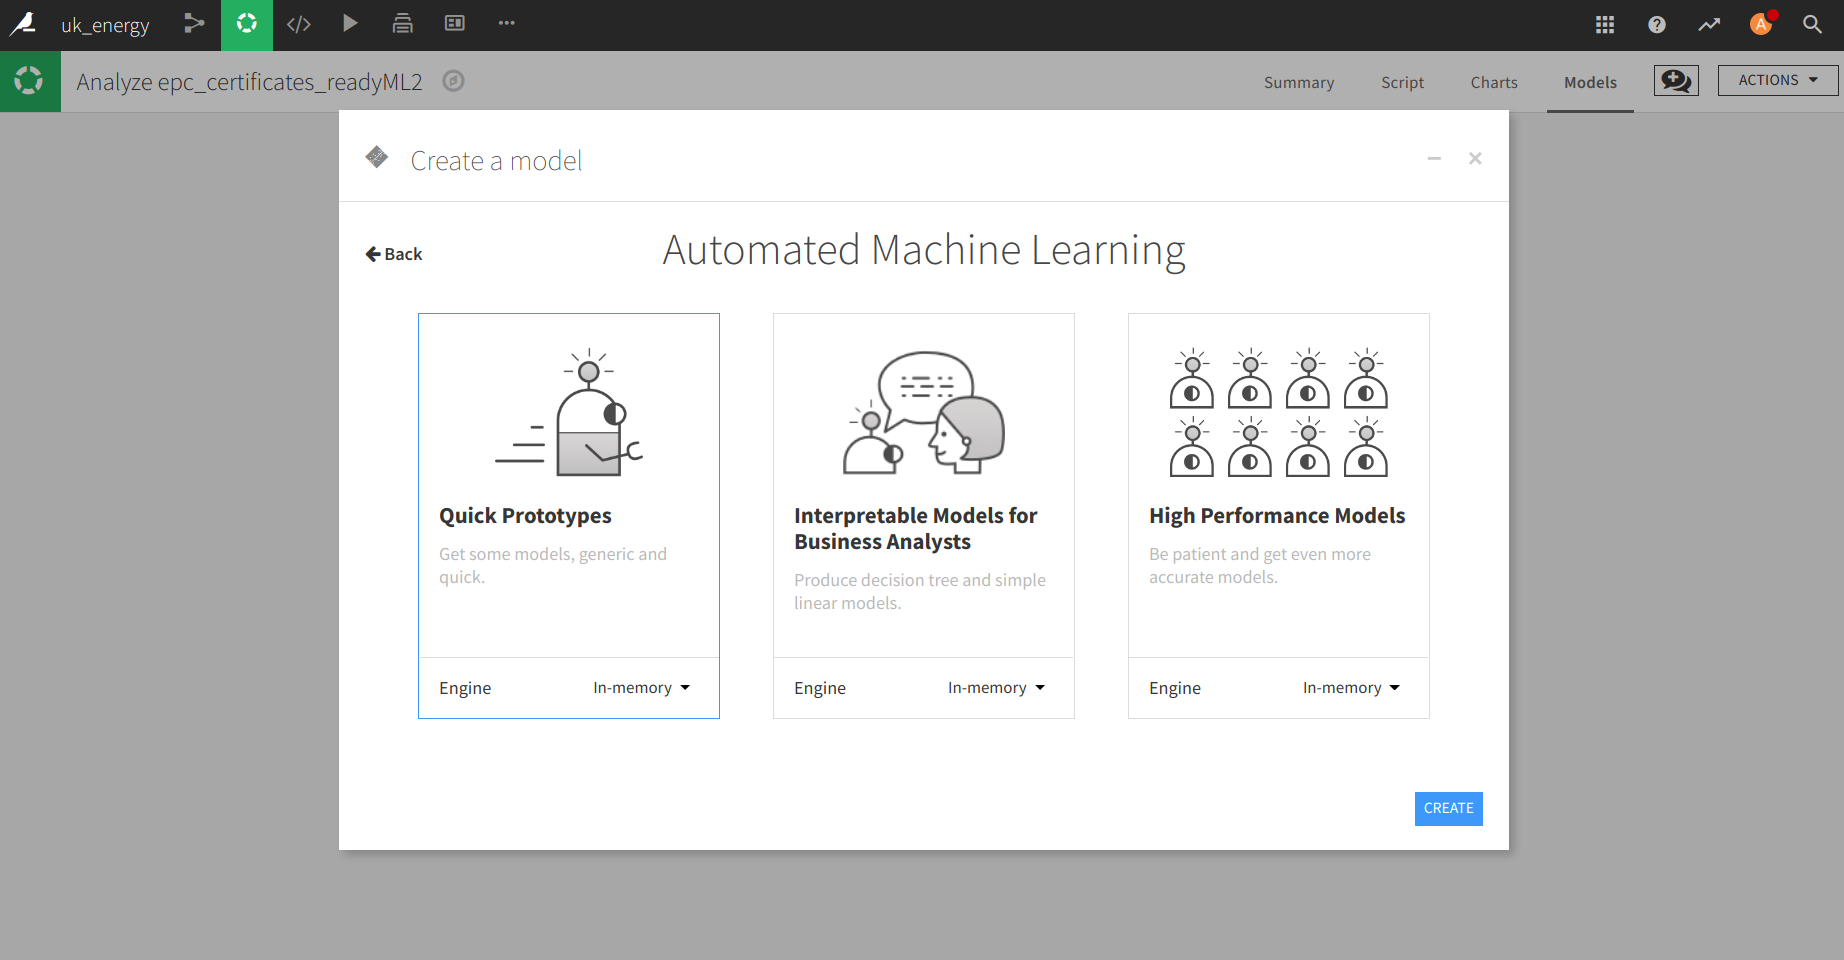 uk_energy
A
Analyze epc_certificates_readyML2
Summary
Script
Charts
Models
ACTIONS
Create a model
Back
Automated Machine Learning
Quick Prototypes
Get some models, generic and
quick.
Engine
In-memory
Interpretable Models for
Business Analysts
Produce decision tree and simple
linear models.
Engine
In-memory
High Performance Models
Be patient and get even more
accurate models.
Engine
In-memory
CREATE